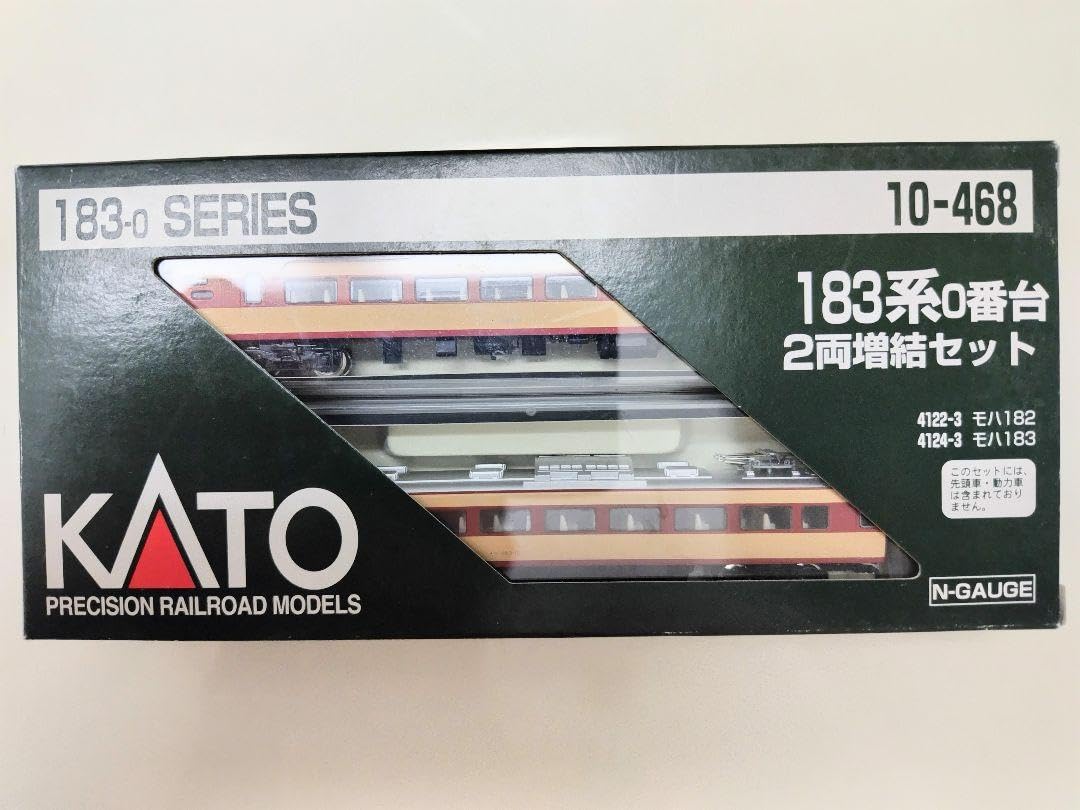 183-0 SERIES
10-468
183系0番台
2両増結セット
4122-3 モハ182
4124-3 モハ183
このセットには、
先頭車・動力車
は含まれており
ません。
KATO
PRECISION RAILROAD MODELS
N-GAUGE